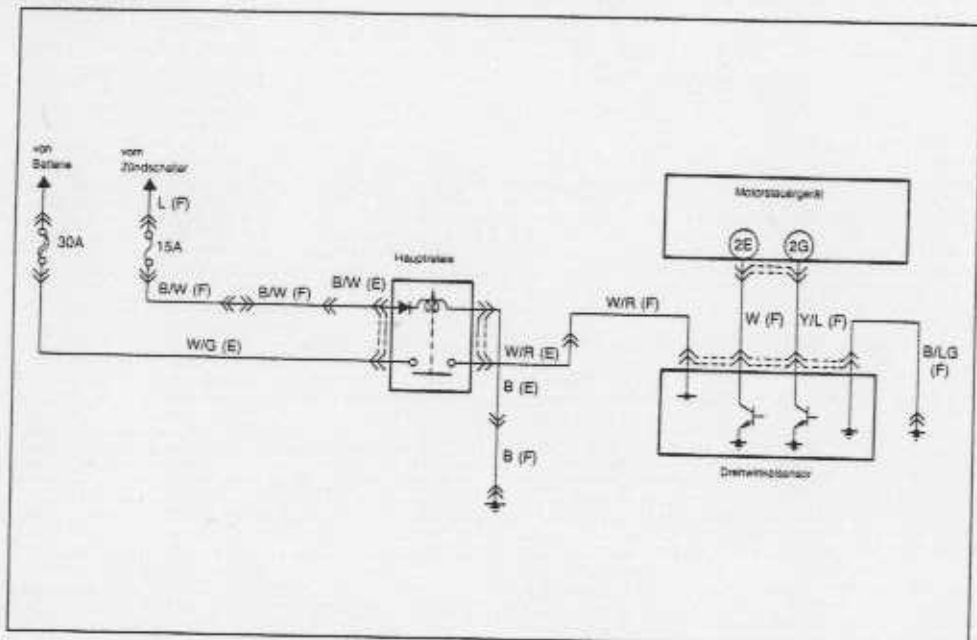 von
Batterie
vom
Zündschalter
L (F)
30A
15A
Hauptrelais
B/W (F)
B/W (F)
B/W (E)
W/G (E)
W/R (E)
B (E)
B (F)
W/R (F)
Motorsteuergerät
2E
2G
W (F)
Y/L (F)
B/LG
(F)
Drehwinkelsensor